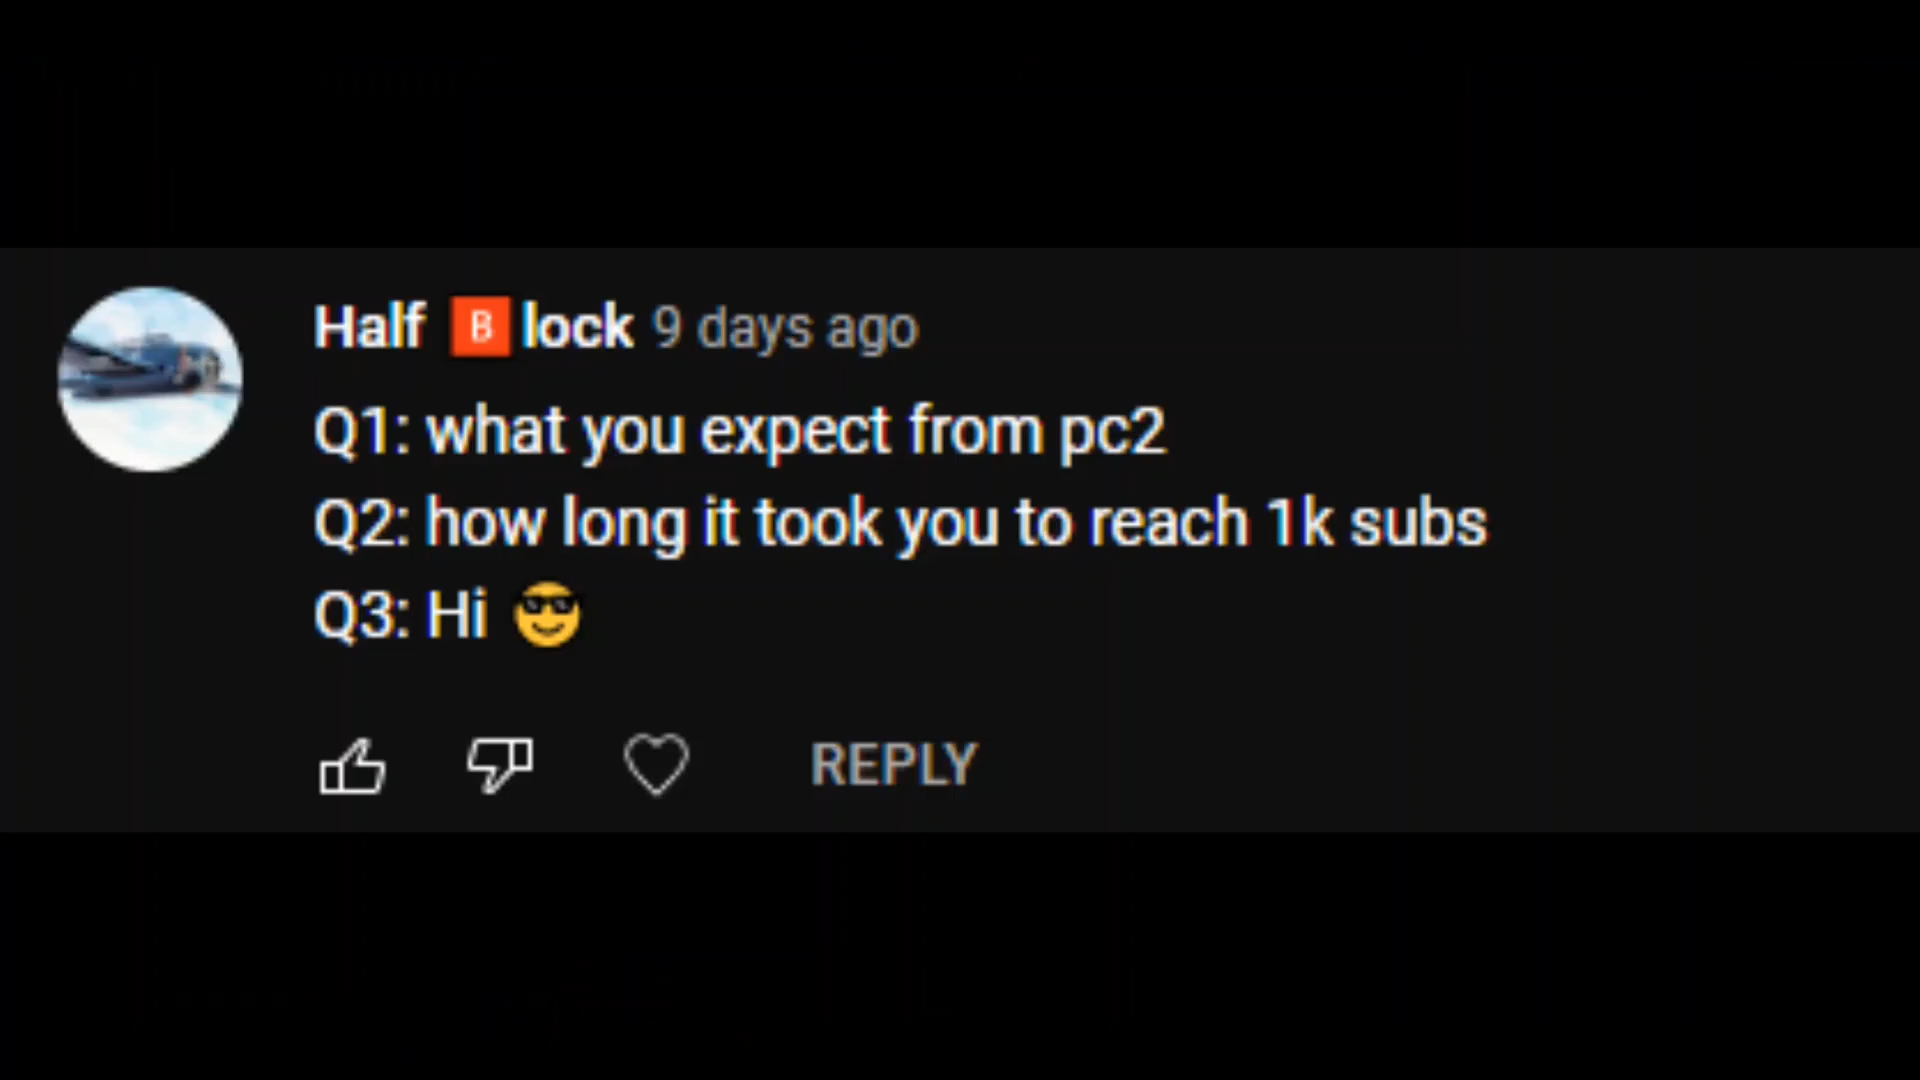 Half 🅱lock 9 days ago
Q1: what you expect from pc2
Q2: how long it took you to reach 1k subs
Q3: Hi 😎
REPLY